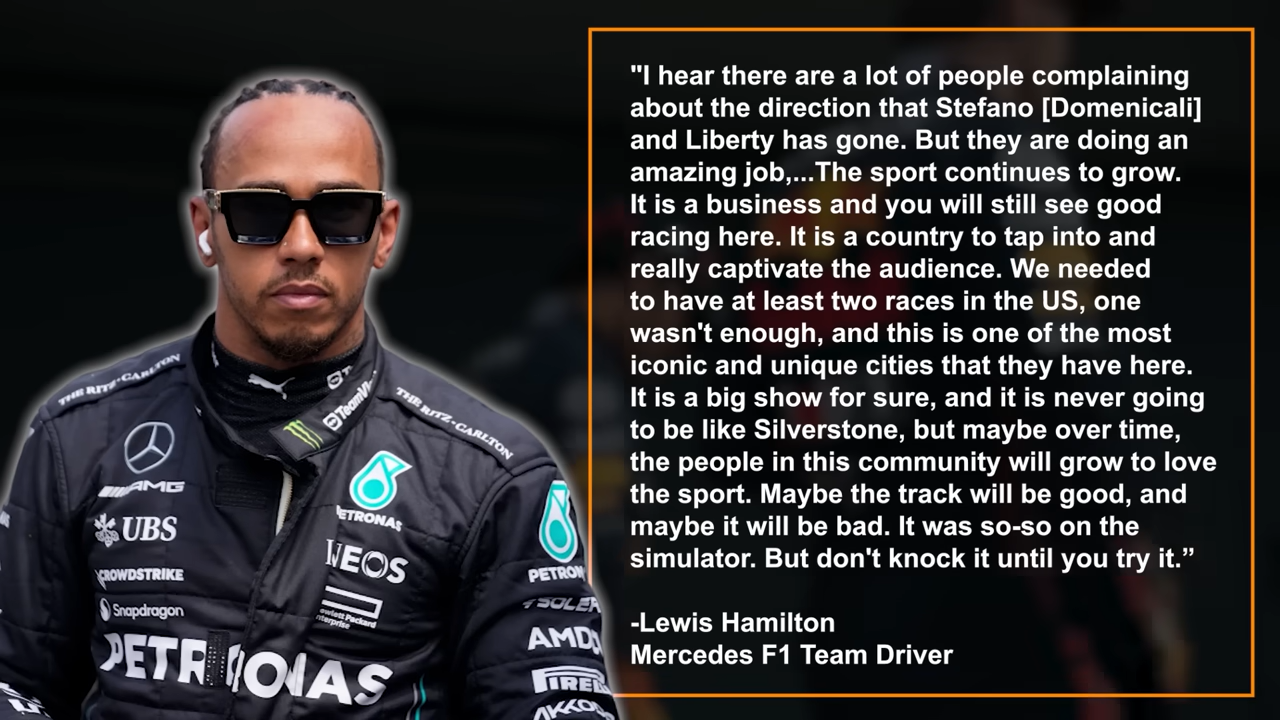 "I hear there are a lot of people complaining
about the direction that Stefano [Domenicali]
and Liberty has gone. But they are doing an
amazing job,...The sport continues to grow.
It is a business and you will still see good
racing here. It is a country to tap into and
really captivate the audience. We needed
to have at least two races in the US, one
wasn't enough, and this is one of the most
iconic and unique cities that they have here.
It is a big show for sure, and it is never going
to be like Silverstone, but maybe over time,
the people in this community will grow to love
the sport. Maybe the track will be good, and
maybe it will be bad. It was so-so on the
simulator. But don't knock it until you try it.”
-Lewis Hamilton
Mercedes F1 Team Driver
THE RITZ-CARLTON
TeamVi
THE RITZ-CARLTON
AMG
UBS
CROWDSTRIKE
Snapdragon
PETRONAS
PETRONAS
INEOS
Hewlett Packard
Enterprise
PETRON
SOLER
AMD
PIREL
AKKO